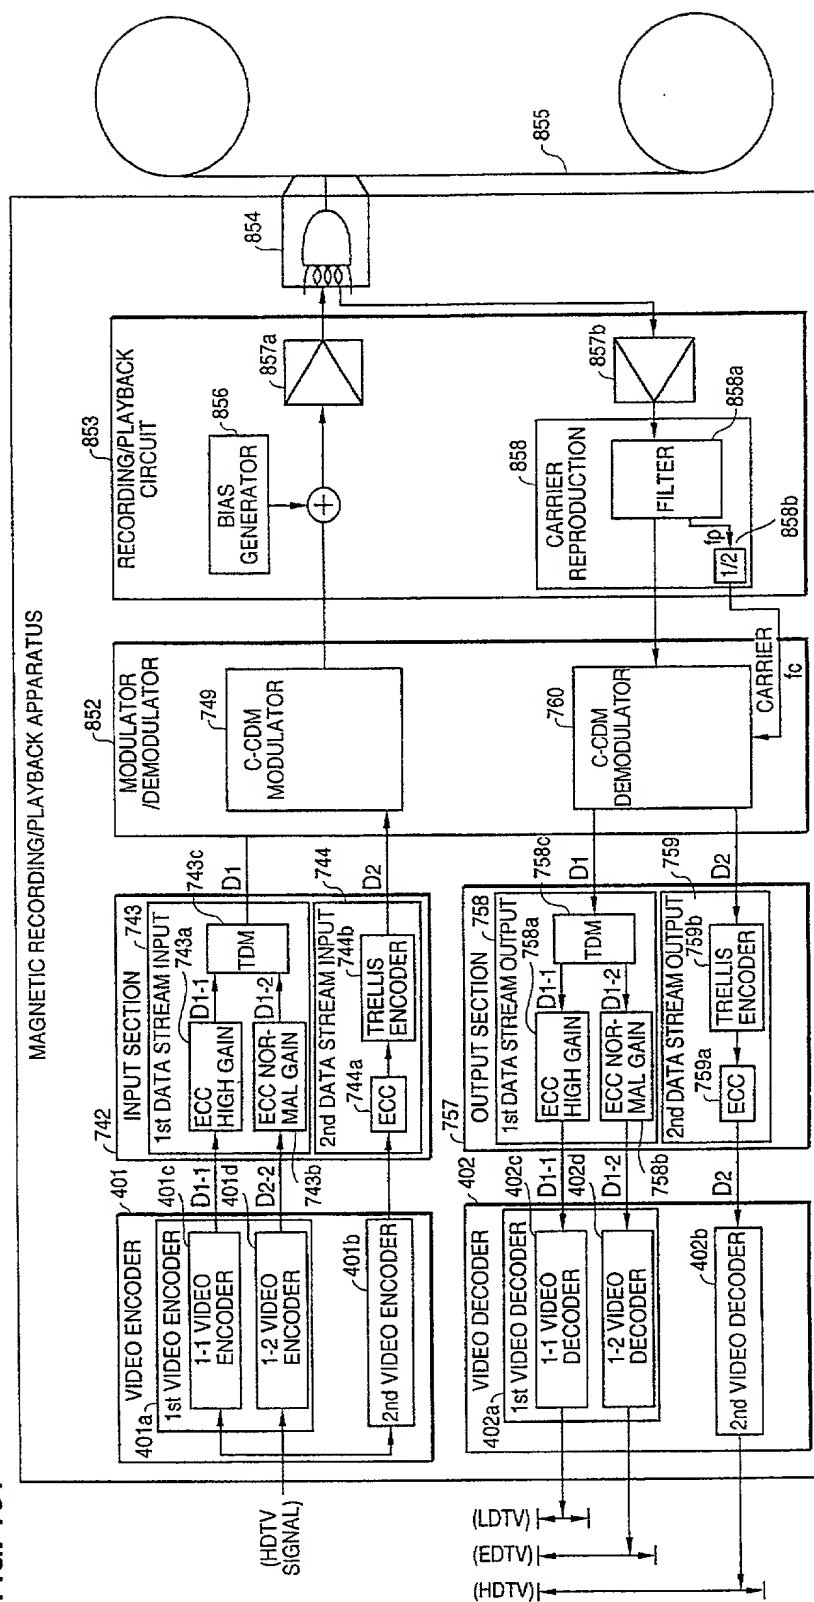 MAGNETIC RECORDING/PLAYBACK APPARATUS
(HDTV
SIGNAL)
401
VIDEO ENCODER
401a
1st VIDEO ENCODER
401c
1-1 VIDEO
ENCODER
401d
1-2 VIDEO
ENCODER
401b
2nd VIDEO ENCODER
D1-1
D2-2
742
INPUT SECTION
743
1st DATA STREAM INPUT
743a
ECC
HIGH GAIN
D1-1
743c
TDM
ECC NOR-
MAL GAIN
D1-2
743b
744
2nd DATA STREAM INPUT
744a
ECC
744b
TRELLIS
ENCODER
D1
D2
852
MODULATOR
/DEMODULATOR
749
C-CDM
MODULATOR
760
C-CDM
DEMODULATOR
CARRIER
fc
853
RECORDING/PLAYBACK
CIRCUIT
856
BIAS
GENERATOR
857a
854
855
857b
858
CARRIER
REPRODUCTION
858a
FILTER
fp
1/2
858b
757
OUTPUT SECTION
758
1st DATA STREAM OUTPUT
758a
ECC
HIGH GAIN
D1-1
758c
TDM
D1
ECC NOR-
MAL GAIN
D1-2
758b
759
2nd DATA STREAM OUTPUT
759a
ECC
759b
TRELLIS
ENCODER
D2
D1-1
D1-2
D2
402
VIDEO DECODER
402a
1st VIDEO DECODER
402c
1-1 VIDEO
DECODER
402d
1-2 VIDEO
DECODER
402b
2nd VIDEO DECODER
(LDTV)
(EDTV)
(HDTV)